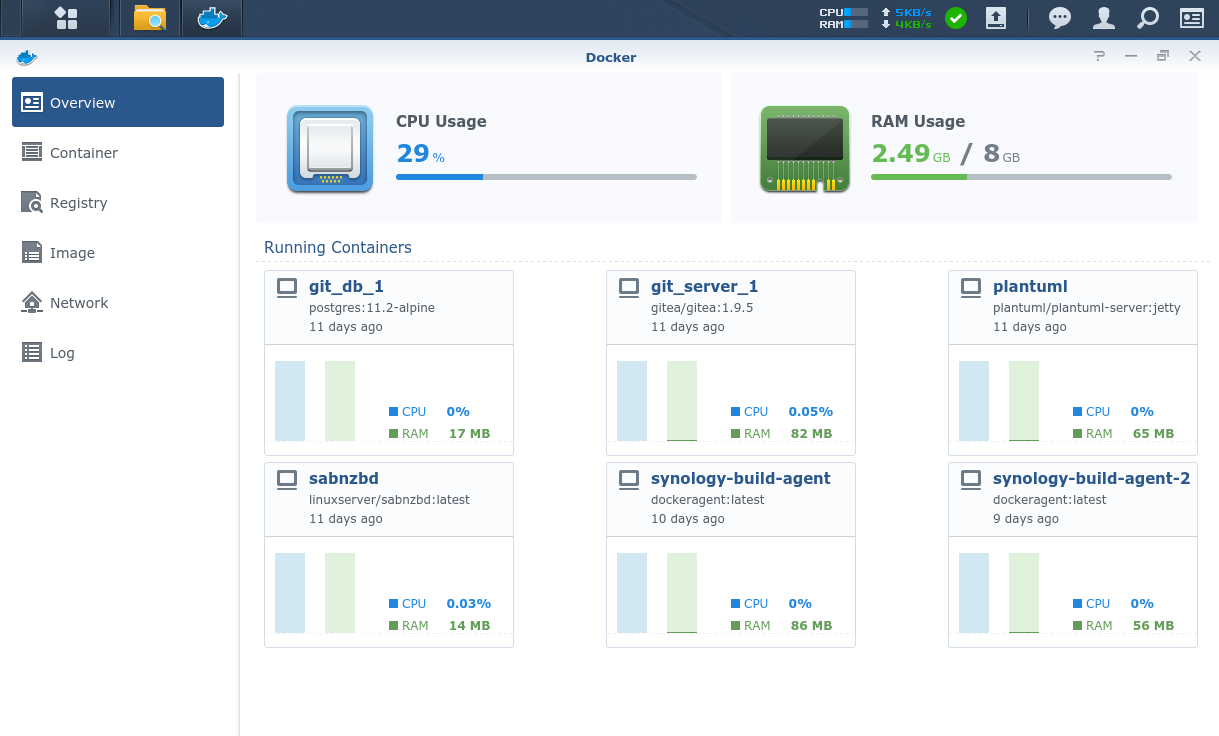 CPU
RAM
5KB/s
4KB/s
Docker
?
Overview
Container
Registry
Image
Network
Log
CPU Usage
29 %
RAM Usage
2.49 GB / 8 GB
Running Containers
git_db_1
postgres:11.2-alpine
11 days ago
CPU 0%
RAM 17 MB
git_server_1
gitea/gitea:1.9.5
11 days ago
CPU 0.05%
RAM 82 MB
plantuml
plantuml/plantuml-server:jetty
11 days ago
CPU 0%
RAM 65 MB
sabnzbd
linuxserver/sabnzbd:latest
11 days ago
CPU 0.03%
RAM 14 MB
synology-build-agent
dockeragent:latest
10 days ago
CPU 0%
RAM 86 MB
synology-build-agent-2
dockeragent:latest
9 days ago
CPU 0%
RAM 56 MB